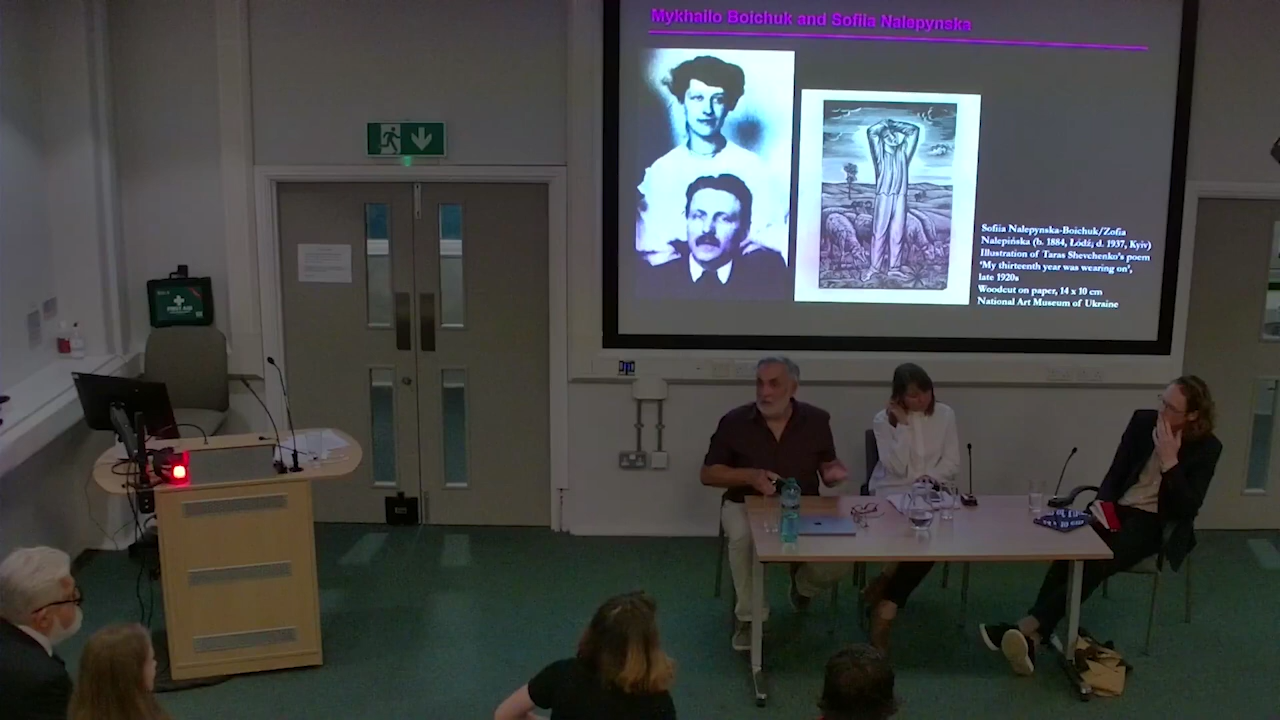 Mykhailo Boichuk and Sofiia Nalepynska
Sofiia Nalepynska-Boichuk/Zofia
Nalepińska (b. 1884, Łódź; d. 1937, Kyiv)
Illustration of Taras Shevchenko's poem
'My thirteenth year was wearing on',
late 1920s
Woodcut on paper, 14 x 10 cm
National Art Museum of Ukraine
FIRST AID